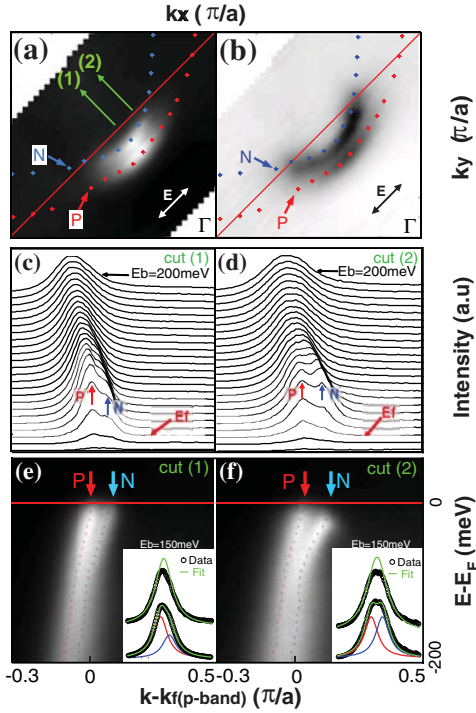 kx (π/a)
(a)
(b)
(2)
(1)
N
P
E
Γ
N
P
E
Γ
ky (π/a)
(c)
cut (1)
Eb=200meV
P
N
Ef
(d)
cut (2)
Eb=200meV
P
N
Ef
Intensity (a.u)
(e)
P
N
cut (1)
Eb=150meV
Data
Fit
(f)
P
N
cut (2)
Eb=150meV
Data
Fit
0
-200
E-EF (meV)
-0.3
0
0.5
-0.3
0
0.5
k-kf(p-band) (π/a)